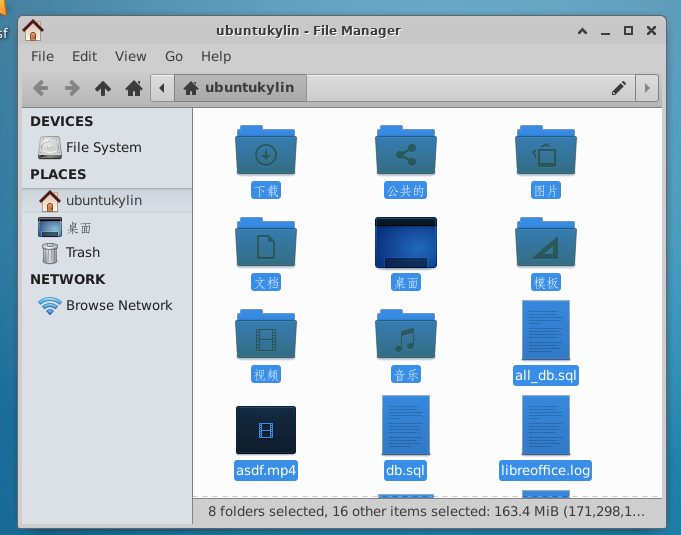 sf
ubuntukylin - File Manager
File Edit View Go Help
ubuntukylin
DEVICES
File System
PLACES
ubuntukylin
桌面
Trash
NETWORK
Browse Network
下载 公共的 图片
文档 桌面 模板
视频 音乐 all_db.sql
asdf.mp4 db.sql libreoffice.log
8 folders selected, 16 other items selected: 163.4 MiB (171,298,1...